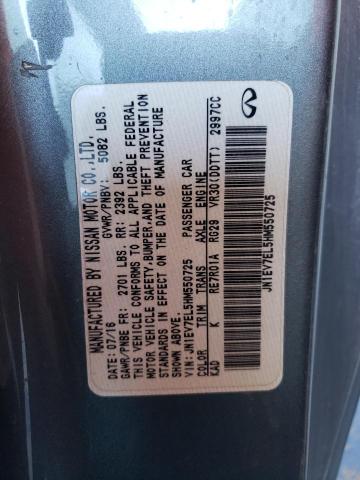 MANUFACTURED BY NISSAN MOTOR CO.,LTD.
07/16 GVWR/PNBV: 5082 LBS.
GAWR/PNBE FR: 2701 LBS. RR: 2392 LBS.
THIS VEHICLE CONFORMS TO ALL APPLICABLE FEDERAL
MOTOR VEHICLE SAFETY,BUMPER,AND THEFT PREVENTION
STANDARDS IN EFFECT ON THE DATE OF MANUFACTURE
SHOWN ABOVE.
VIN:JN1EV7EL5HM550725 PASSENGER CAR
COLOR TRIM TRANS AXLE ENGINE
KAD K RE7R01A RG29 VR30(DDTT) 2997CC
JN1EV7EL5HM550725